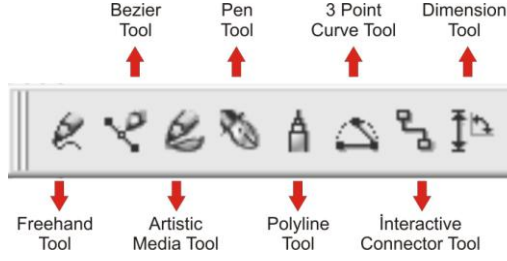 Bezier Tool
Pen Tool
3 Point Curve Tool
Dimension Tool
Freehand Tool
Artistic Media Tool
Polyline Tool
İnteractive Connector Tool